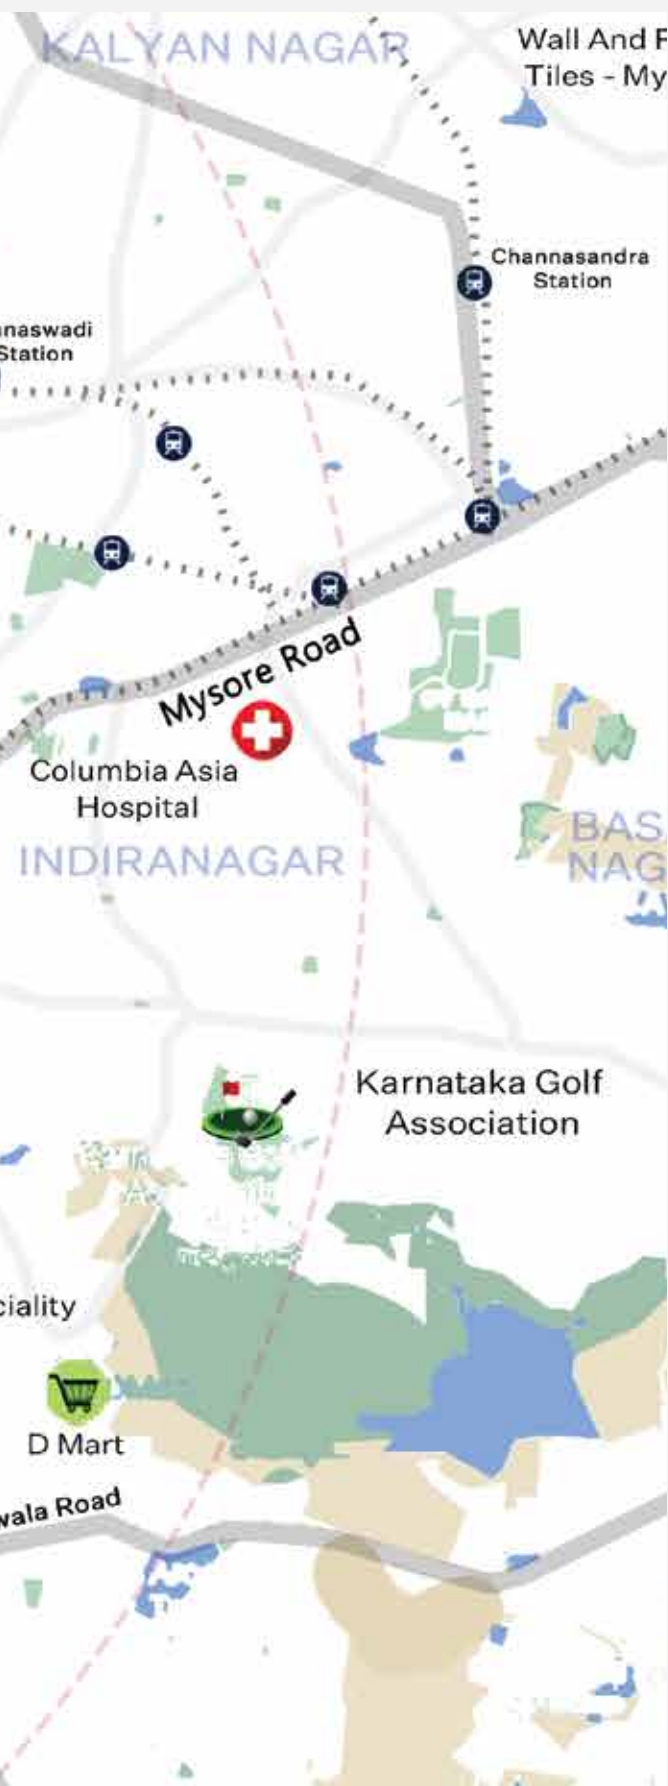 KALYAN NAGAR
Wall And F
Tiles - My
Channasandra
Station
naswadi
Station
Mysore Road
Columbia Asia
Hospital
INDIRANAGAR
BAS
NAG
Karnataka Golf
Association
ciality
D Mart
wala Road